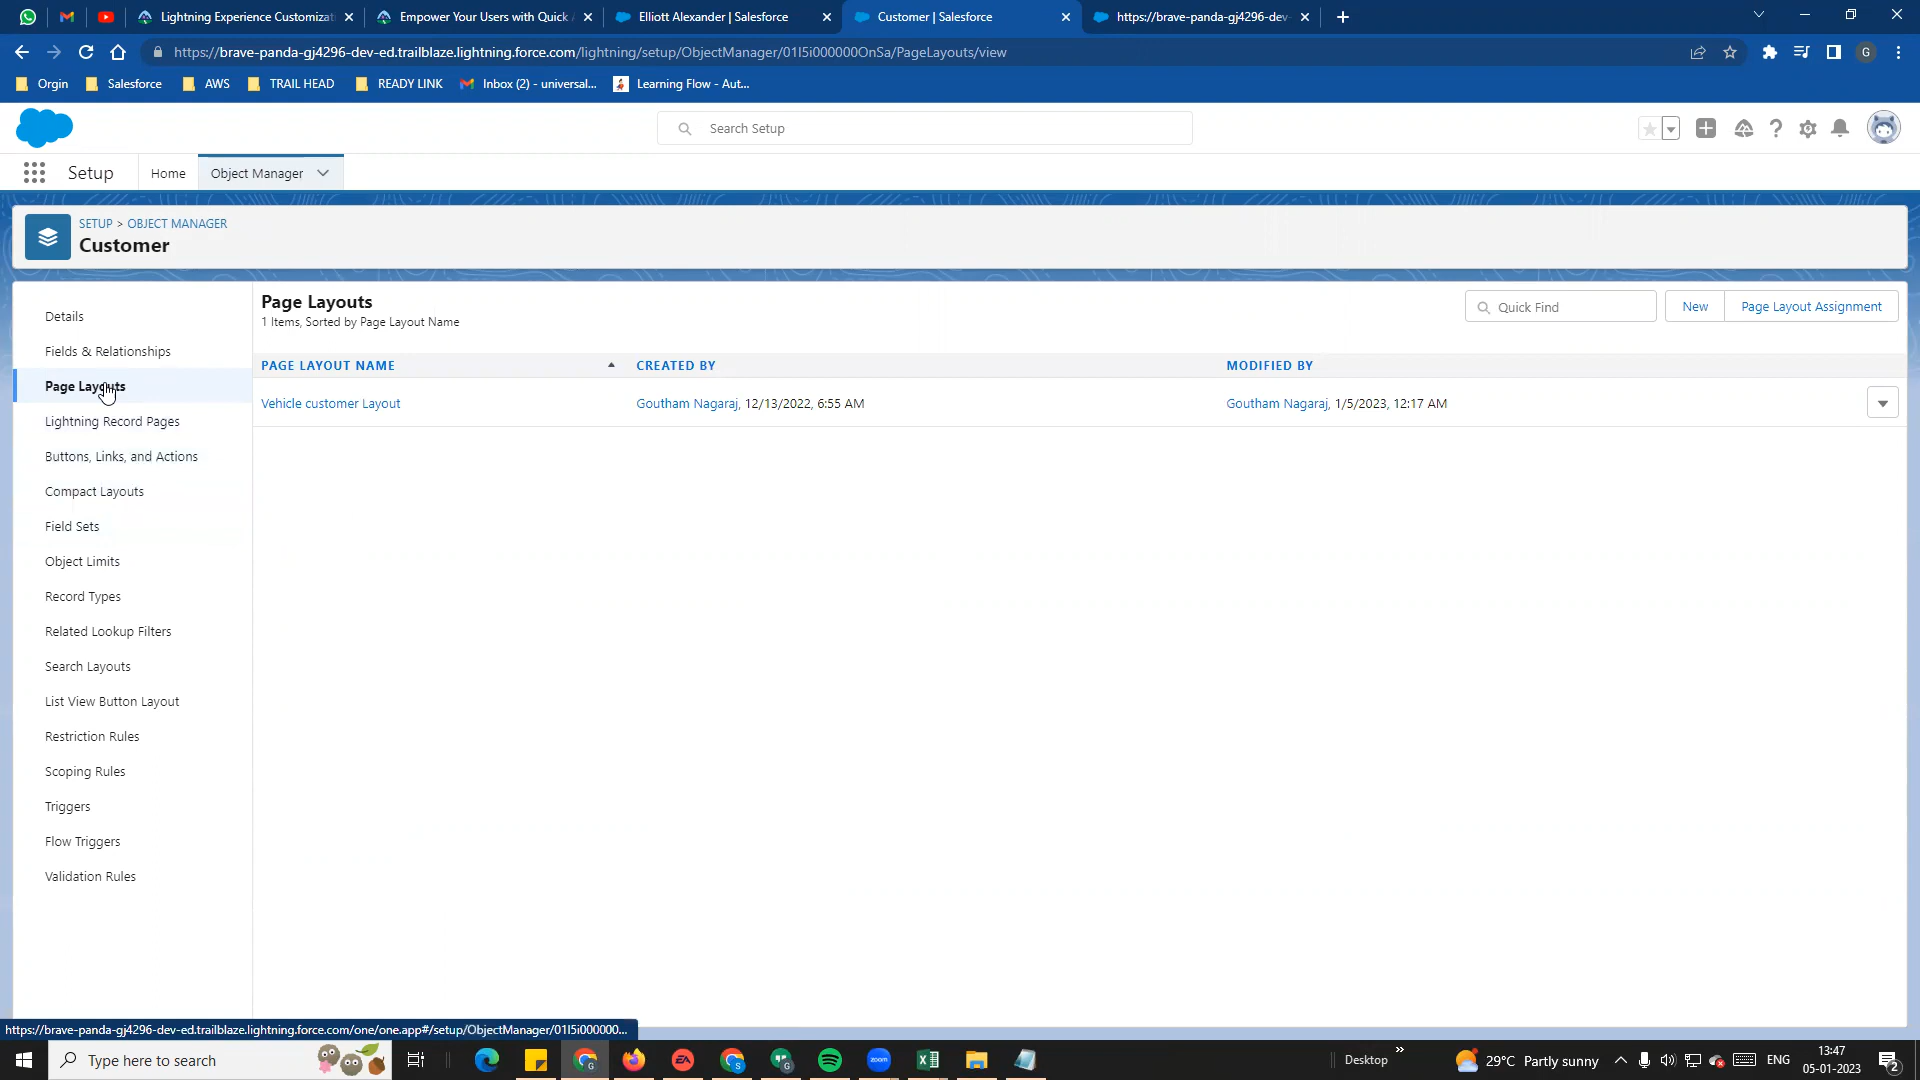 Lightning Experience Customizat
Empower Your Users with Quick
Elliott Alexander | Salesforce
Customer | Salesforce
https://brave-panda-gj4296-dev-
https://brave-panda-gj4296-dev-ed.trailblaze.lightning.force.com/lightning/setup/ObjectManager/01I5i000000OnSa/PageLayouts/view
G
Orgin
Salesforce
AWS
TRAIL HEAD
READY LINK
Inbox (2) - universal...
Learning Flow - Aut...
Search Setup
Setup
Home
Object Manager
SETUP > OBJECT MANAGER
Customer
Details
Fields & Relationships
Page Layouts
Lightning Record Pages
Buttons, Links, and Actions
Compact Layouts
Field Sets
Object Limits
Record Types
Related Lookup Filters
Search Layouts
List View Button Layout
Restriction Rules
Scoping Rules
Triggers
Flow Triggers
Validation Rules
Page Layouts
1 Items, Sorted by Page Layout Name
Quick Find
New
Page Layout Assignment
PAGE LAYOUT NAME
CREATED BY
MODIFIED BY
Vehicle customer Layout
Goutham Nagaraj, 12/13/2022, 6:55 AM
Goutham Nagaraj, 1/5/2023, 12:17 AM
https://brave-panda-gj4296-dev-ed.trailblaze.lightning.force.com/one/one.app#/setup/ObjectManager/01I5i000000...
Type here to search
zoom
Desktop
29°C Partly sunny
ENG
13:47
05-01-2023
2